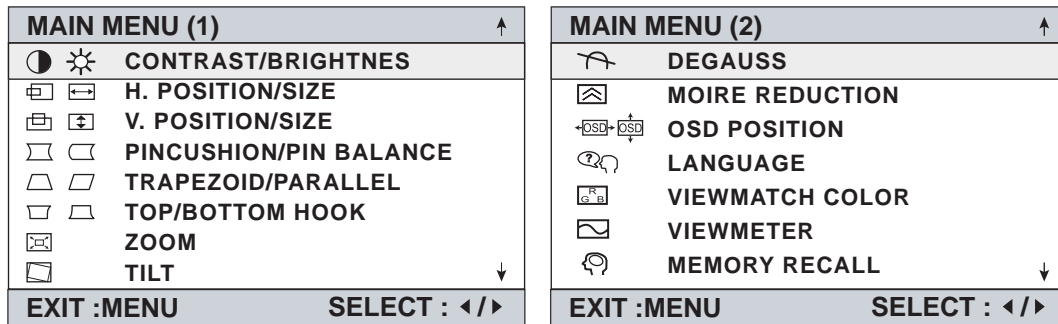 MAIN MENU (1)
CONTRAST/BRIGHTNES
H. POSITION/SIZE
V. POSITION/SIZE
PINCUSHION/PIN BALANCE
TRAPEZOID/PARALLEL
TOP/BOTTOM HOOK
ZOOM
TILT
EXIT :MENU SELECT : /
MAIN MENU (2)
DEGAUSS
MOIRE REDUCTION
OSD OSD OSD POSITION
? LANGUAGE
G R B VIEWMATCH COLOR
VIEWMETER
MEMORY RECALL
EXIT :MENU SELECT : /